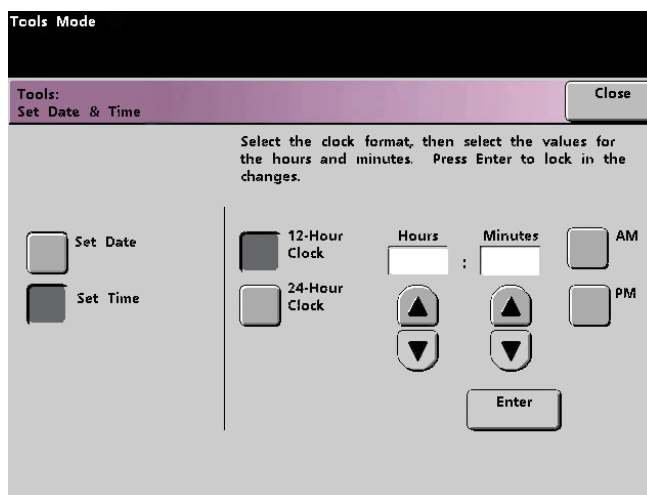 Tools Mode
Tools:
Set Date & Time
Close
Select the clock format, then select the values for
the hours and minutes. Press Enter to lock in the
changes.
Set Date
Set Time
12-Hour
Clock
24-Hour
Clock
Hours
Minutes
:
AM
PM
Enter